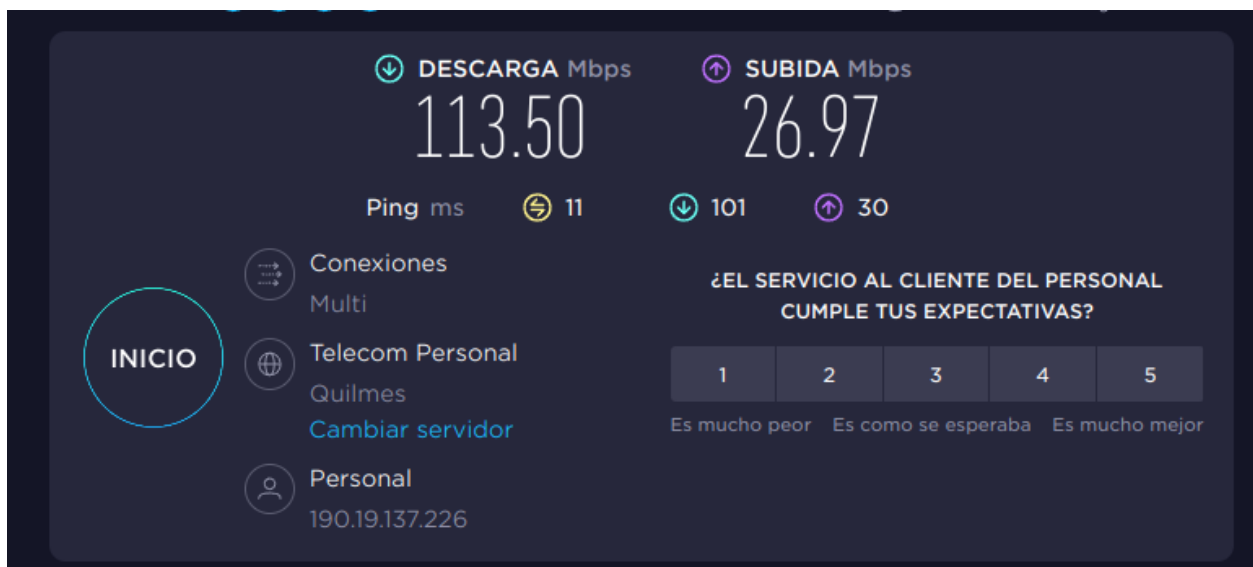 DESCARGA Mbps SUBIDA Mbps
113.50 26.97
Ping ms 11 101 30
Conexiones
Multi
¿EL SERVICIO AL CLIENTE DEL PERSONAL
CUMPLE TUS EXPECTATIVAS?
INICIO
Telecom Personal
Quilmes
Cambiar servidor
1 2 3 4 5
Es mucho peor Es como se esperaba Es mucho mejor
Personal
190.19.137.226